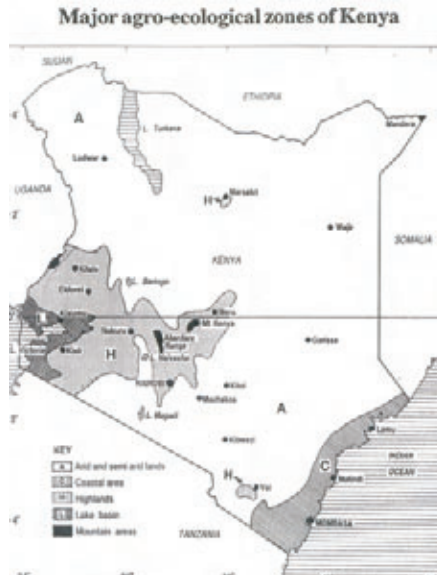 Major agro-ecological zones of Kenya
SUDAN
ETHIOPIA
A
L. Turkana
Mandera
Lodwar
UGANDA
H
Marsabit
Wajir
SOMALIA
KENYA
Kitale
L. Baringo
Eldoret
Meru
Nakuru
Mt Kenya
Aberdare
Range
Garissa
H
L. Naivasha
Kisii
NAIROBI
Kitui
Machakos
A
L. Magadi
Lamu
Kibwezi
C
INDIAN
OCEAN
KEY
H
Voi
Malindi
A Arid and semi arid lands
C Coastal area
H Highlands
L Lake basin
Mountain areas
MOMBASA
TANZANIA